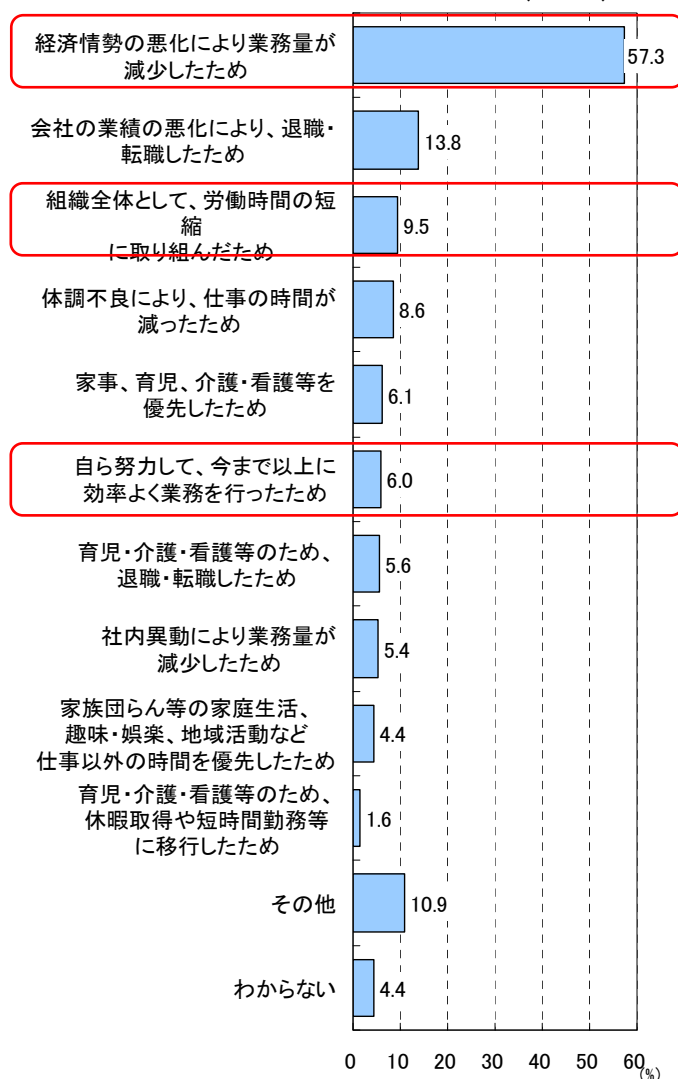 経済情勢の悪化により業務量が
減少したため
57.3
会社の業績の悪化により、退職・
転職したため
13.8
組織全体として、労働時間の短
縮
に取り組んだため
9.5
体調不良により、仕事の時間が
減ったため
8.6
家事、育児、介護・看護等を
優先したため
6.1
自ら努力して、今まで以上に
効率よく業務を行ったため
6.0
育児・介護・看護等のため、
退職・転職したため
5.6
社内異動により業務量が
減少したため
5.4
家族団らん等の家庭生活、
趣味・娯楽、地域活動など
仕事以外の時間を優先したため
4.4
育児・介護・看護等のため、
休暇取得や短時間勤務等
に移行したため
1.6
その他
10.9
わからない
4.4
0 10 20 30 40 50 60
(%)